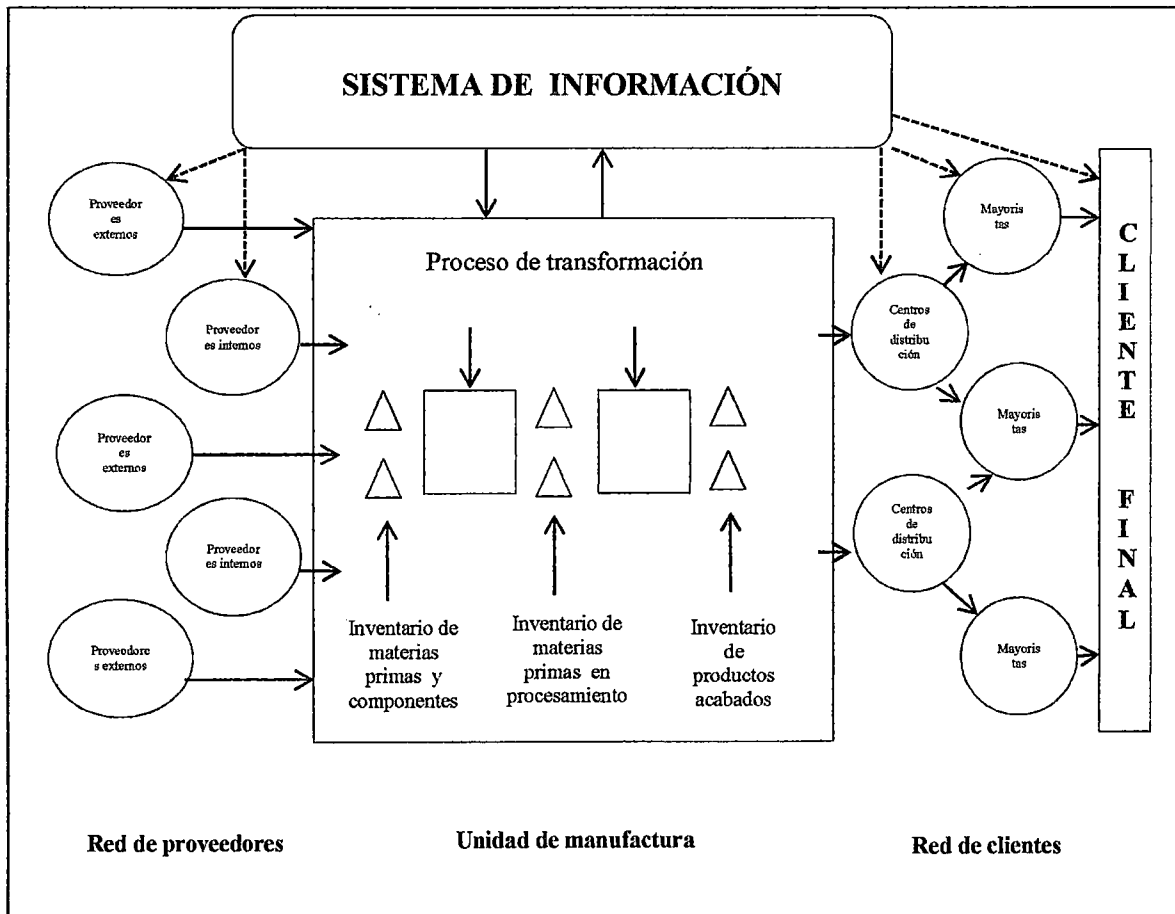 SISTEMA DE INFORMACIÓN
Proveedor
es
externos
Proveedor
es internos
Proveedor
es
externos
Proveedor
es internos
Proveedore
s externos
Proceso de transformación
Inventario de
materias
primas y
componentes
Inventario de
materias
primas en
procesamiento
Inventario
de
productos
acabados
Centros
de
distribu
ción
Centros
de
distribu
ción
Mayoris
tas
Mayoris
tas
Mayoris
tas
CLIENTE FINAL
Red de proveedores
Unidad de manufactura
Red de clientes